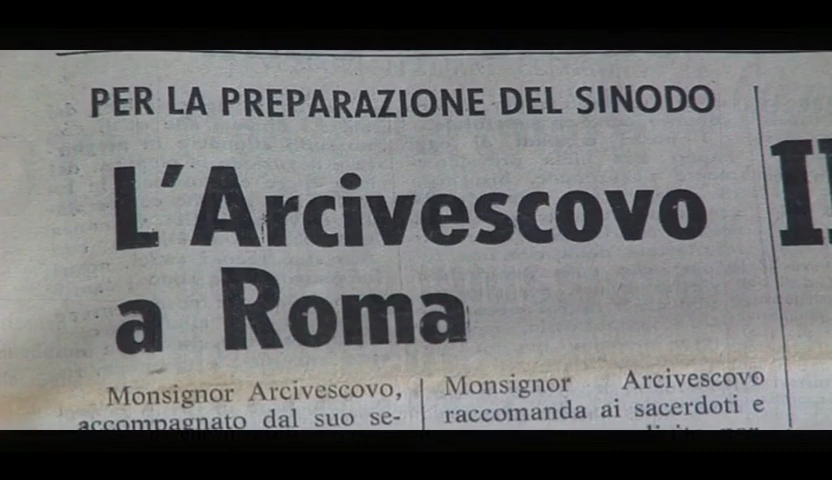 PER LA PREPARAZIONE DEL SINODO
L'Arcivescovo
a Roma
Monsignor Arcivescovo,
accompagnato dal suo se-
Monsignor Arcivescovo
raccomanda ai sacerdoti e